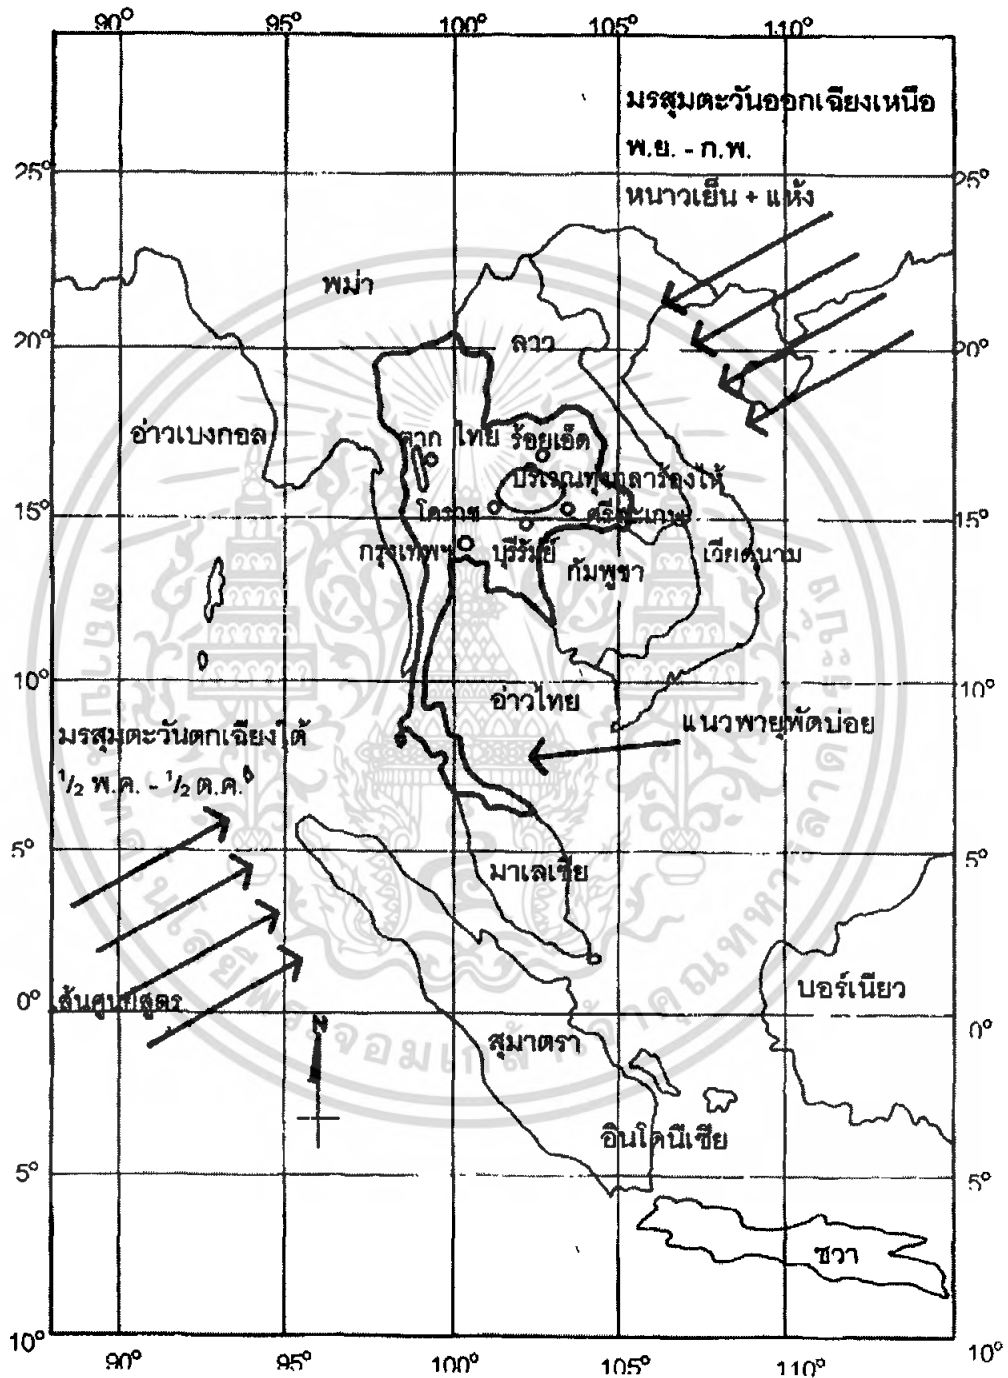 90° 95° 100° 105° 110°
มรสุมตะวันออกเฉียงเหนือ
พ.ย. - ก.พ.
25° 25°
หนาวเย็น + แห้ง
พม่า
ลาว
20° 20°
อ่าวเบงกอล
ตาก ไทย ร้อยเอ็ด
บริเวณทุ่งกุลาร้องไห้
โคราช ศรีสะเกษ
15° 15°
กรุงเทพฯ บุรีรัมย์ กัมพูชา เวียดนาม
10° 10°
อ่าวไทย
แนวพายุพัดบ่อย
มรสุมตะวันตกเฉียงใต้
½ พ.ค. - ½ ต.ค.
5° 5°
มาเลเซีย
บอร์เนียว
เส้นศูนย์สูตร
0° 0°
N
สุมาตรา
อินโดนีเซีย
5° 5°
ชวา
10° 10°
90° 95° 100° 105° 110°